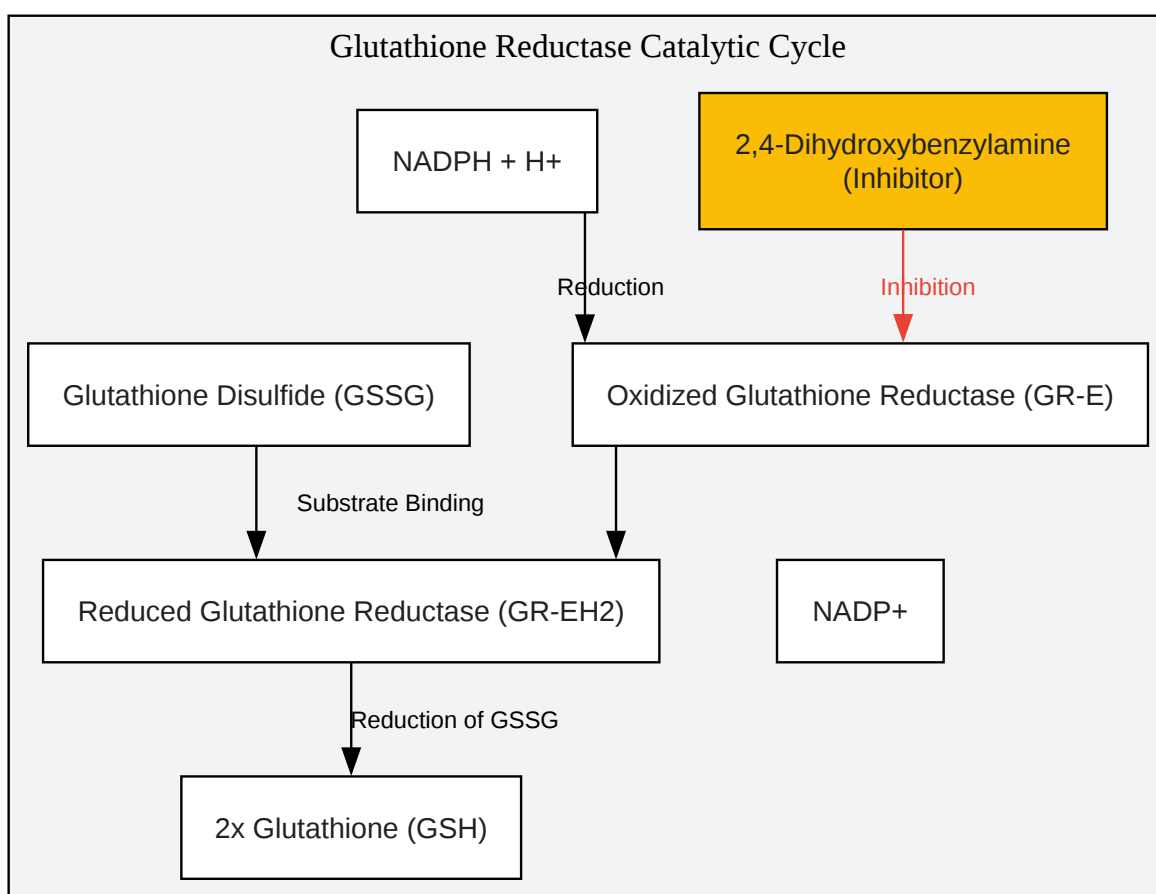 Glutathione Reductase Catalytic Cycle
NADPH + H+
2,4-Dihydroxybenzylamine
(Inhibitor)
Reduction
Inhibition
Glutathione Disulfide (GSSG)
Oxidized Glutathione Reductase (GR-E)
Substrate Binding
Reduced Glutathione Reductase (GR-EH2)
NADP+
Reduction of GSSG
2x Glutathione (GSH)